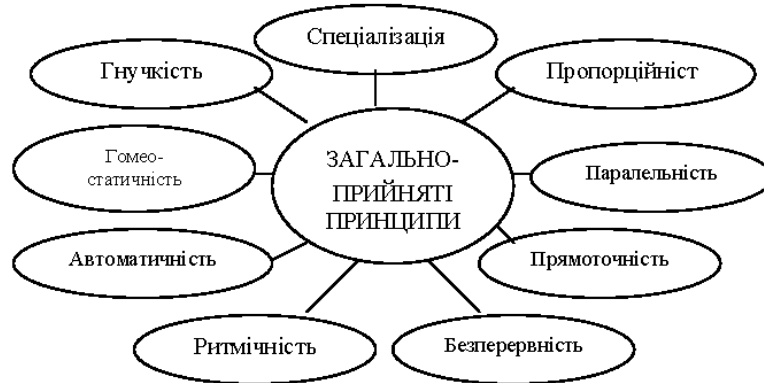 Спеціалізація
Гнучкість
Пропорційніст
ЗАГАЛЬНО-
ПРИЙНЯТІ
ПРИНЦИПИ
Гомео-
статичність
Паралельність
Автоматичність
Прямоточність
Ритмічність
Безперервність